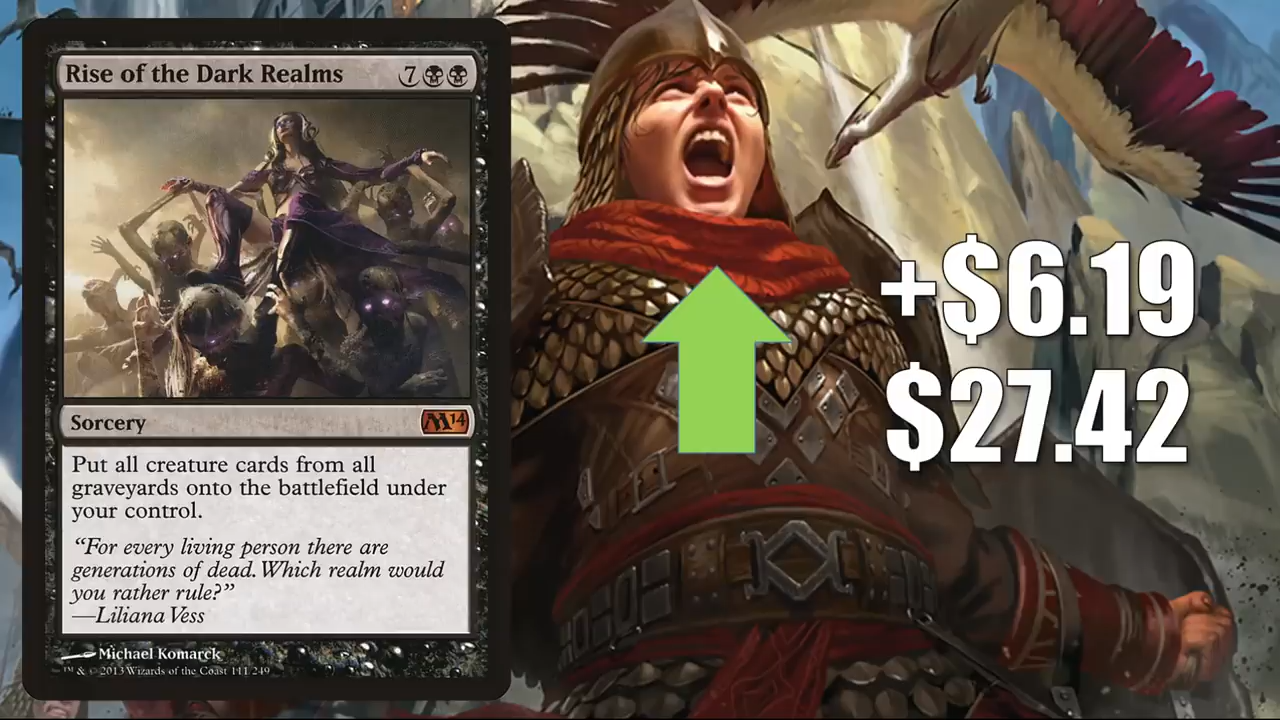 Rise of the Dark Realms 7
Sorcery M14
Put all creature cards from all
graveyards onto the battlefield under
your control.
“For every living person there are
generations of dead. Which realm would
you rather rule?”
—Liliana Vess
Michael Komarck
™ & © 2013 Wizards of the Coast 111/249
+$6.19
$27.42